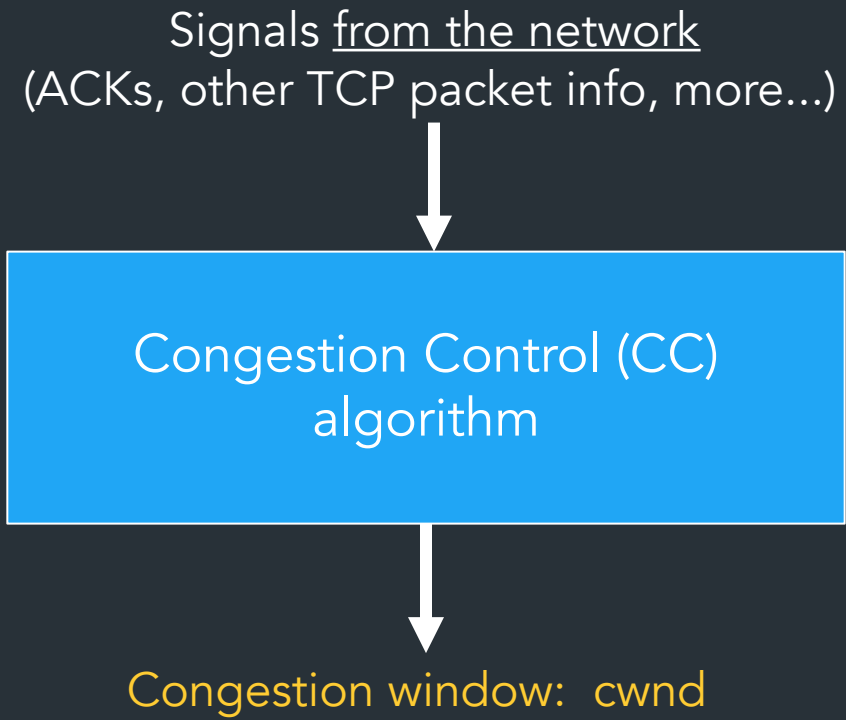 Signals from the network
(ACKs, other TCP packet info, more...)
Congestion Control (CC)
algorithm
Congestion window: cwnd